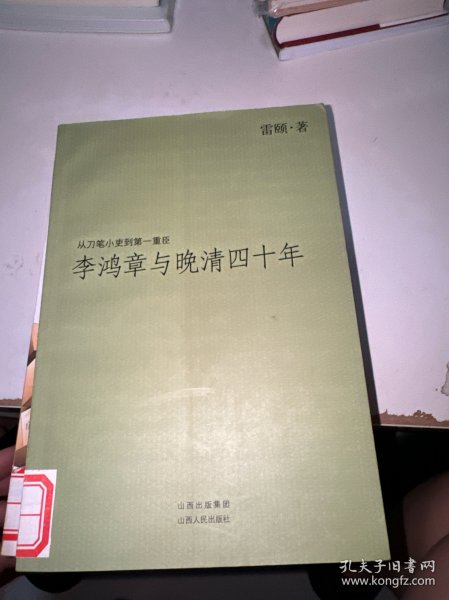 雷颐·著
从刀笔小吏到第一重臣
李鸿章与晚清四十年
山西出版集团
山西人民出版社
孔夫子旧书网
www.kongfz.com